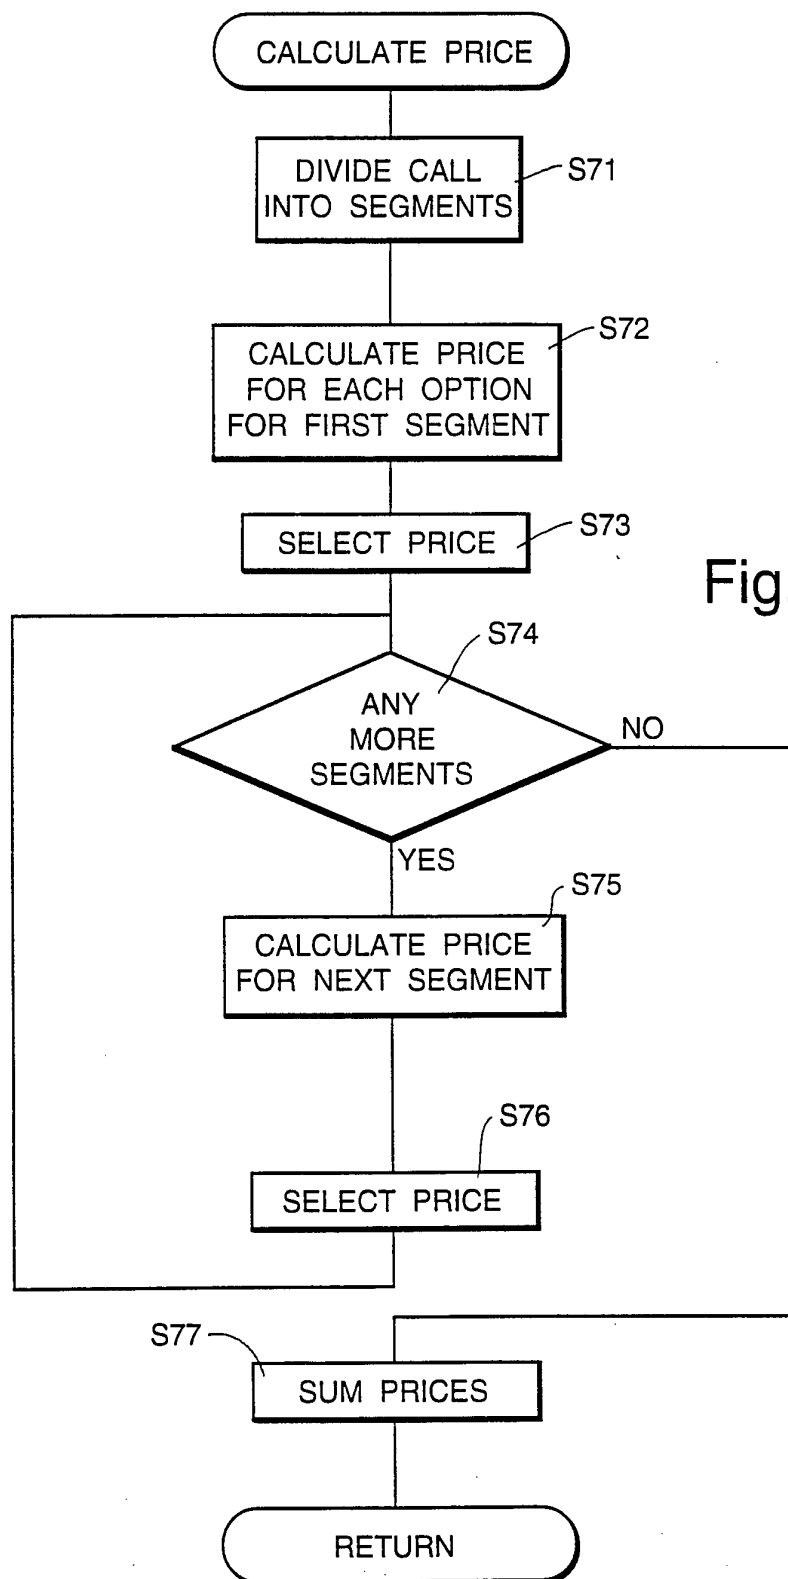 CALCULATE PRICE
DIVIDE CALL
INTO SEGMENTS
S71
CALCULATE PRICE
FOR EACH OPTION
FOR FIRST SEGMENT
S72
SELECT PRICE
S73
Fig.
S74
ANY
MORE
SEGMENTS
NO
YES
S75
CALCULATE PRICE
FOR NEXT SEGMENT
S76
SELECT PRICE
S77
SUM PRICES
RETURN